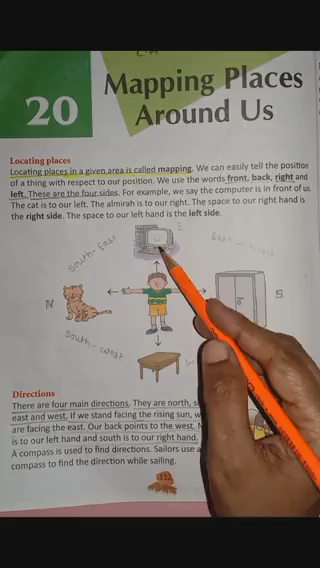 20
Mapping Places
Around Us
Locating places
Locating places in a given area is called mapping. We can easily tell the position
of a thing with respect to our position. We use the words front, back, right and
left. These are the four sides. For example, we say the computer is in front of us.
The cat is to our left. The almirah is to our right. The space to our right hand is
the right side. The space to our left hand is the left side.
E
South-East
N
S
South-west
W
Directions
There are four main directions. They are north, s
east and west. If we stand facing the rising sun, w
are facing the east. Our back points to the west.
is to our left hand and south is to our right hand.
A compass is used to find directions. Sailors use a
compass to find the direction while sailing.
112